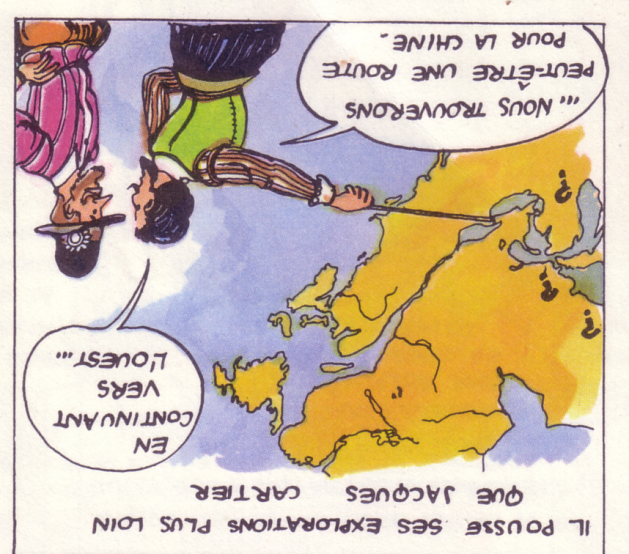 IL POUSSE SES EXPLORATIONS PLUS LOIN
QUE JACQUES CARTIER
EN
CONTINUANT
VERS
L'OUEST...
...NOUS TROUVERONS
PEUT-ÊTRE UNE ROUTE
POUR LA CHINE.
?
?
?